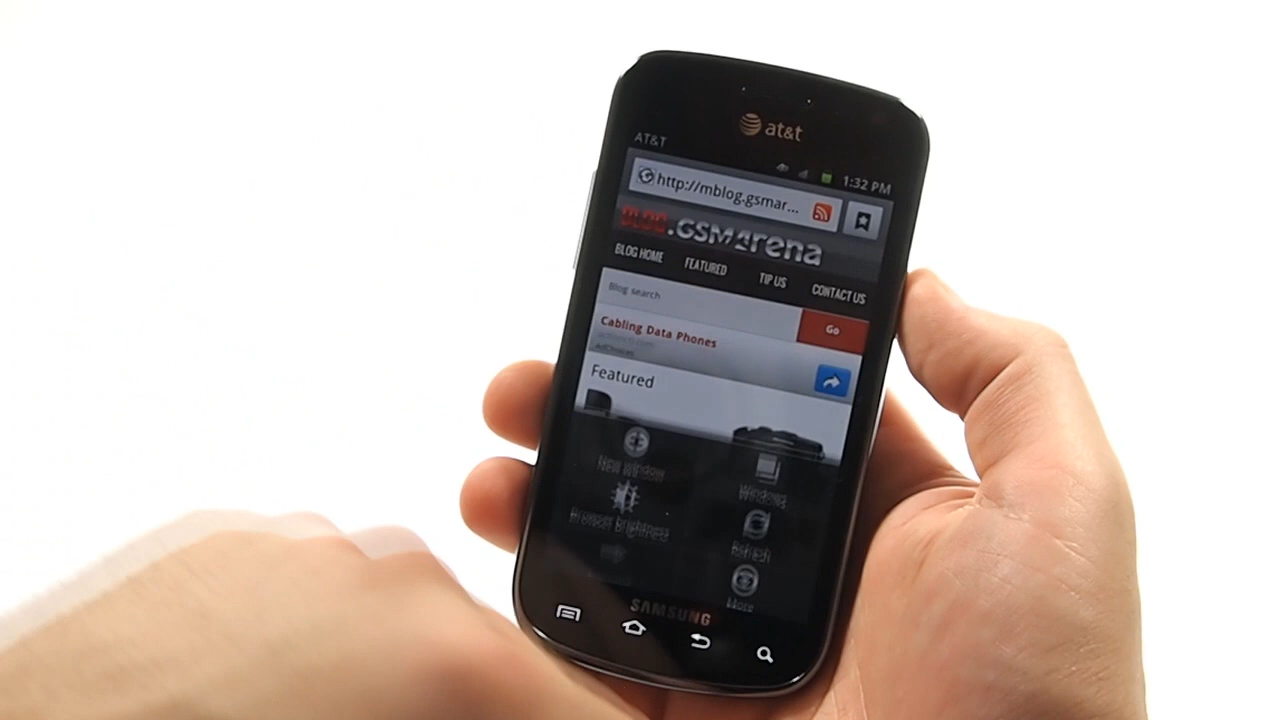 at&t
AT&T
1:32 PM
http://mblog.gsmar...
BLOG.GSMArena
BLOG HOME FEATURED TIP US CONTACT US
Blog search
Go
Cabling Data Phones
AdChoices
Featured
New window
Windows
Browser brightness
Refresh
More
SAMSUNG